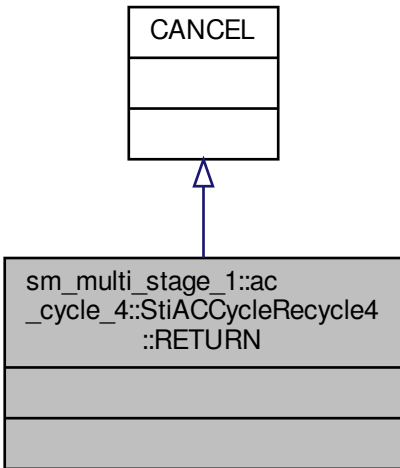 CANCEL
sm_multi_stage_1::ac
_cycle_4::StiACCycleRecycle4
::RETURN